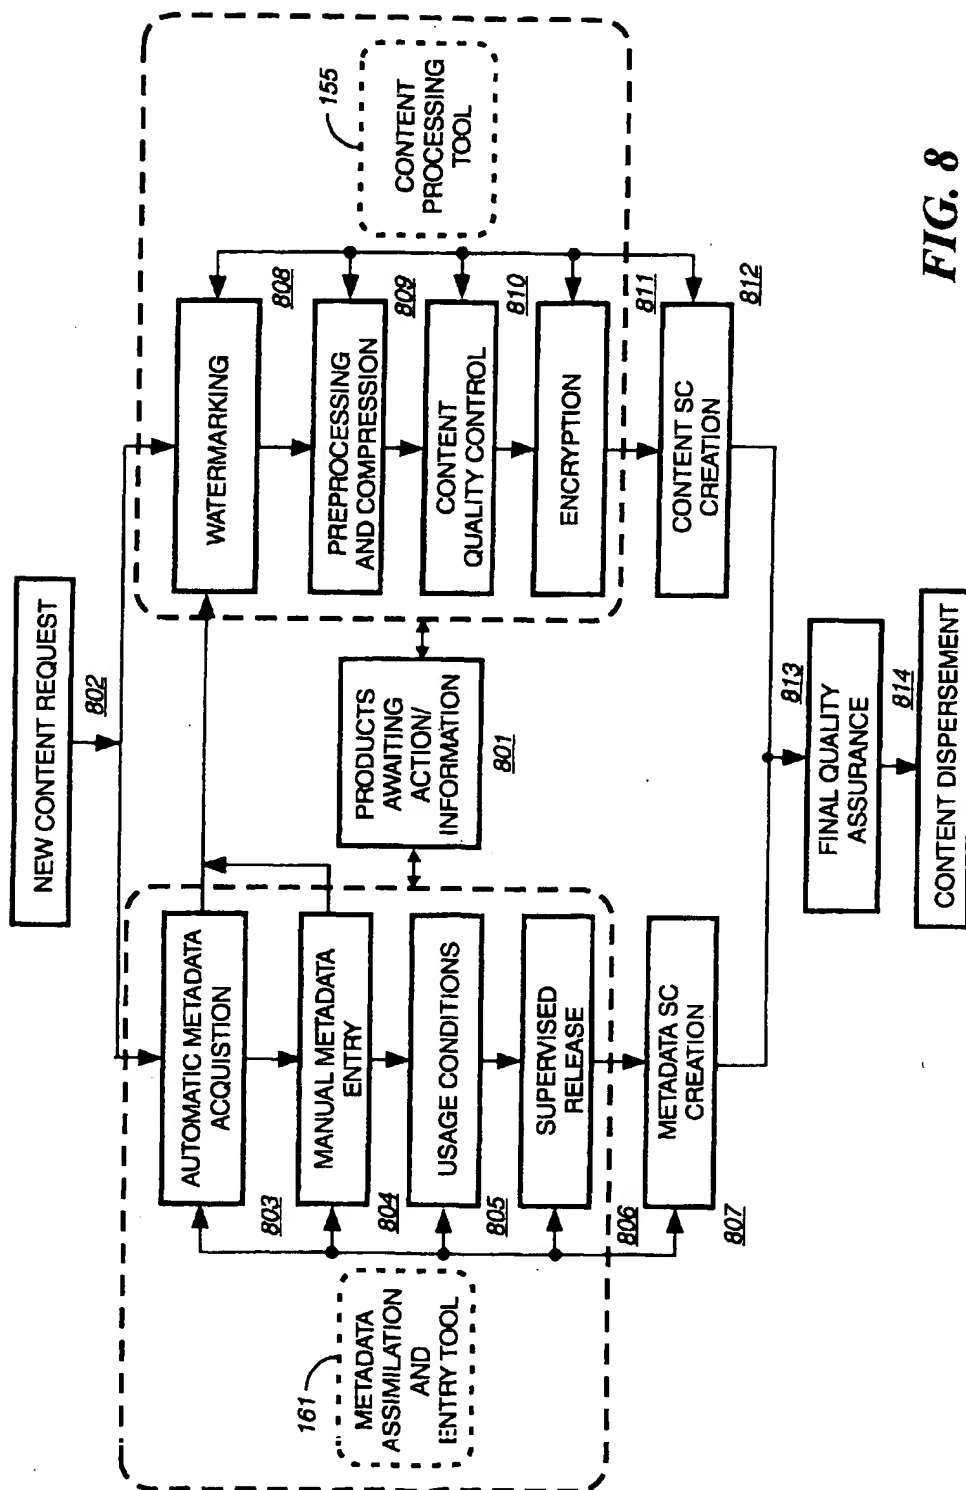 NEW CONTENT REQUEST
802
AUTOMATIC METADATA
ACQUISTION
803
MANUAL METADATA
ENTRY
804
USAGE CONDITIONS
805
SUPERVISED
RELEASE
806
METADATA SC
CREATION
807
161
METADATA
ASSIMILATION
AND
ENTRY TOOL
PRODUCTS
AWAITING
ACTION/
INFORMATION
801
WATERMARKING
808
PREPROCESSING
AND COMPRESSION
809
CONTENT
QUALITY CONTROL
810
ENCRYPTION
811
CONTENT SC
CREATION
812
155
CONTENT
PROCESSING
TOOL
FINAL QUALITY
ASSURANCE
813
CONTENT DISPERSEMENT
814
FIG. 8